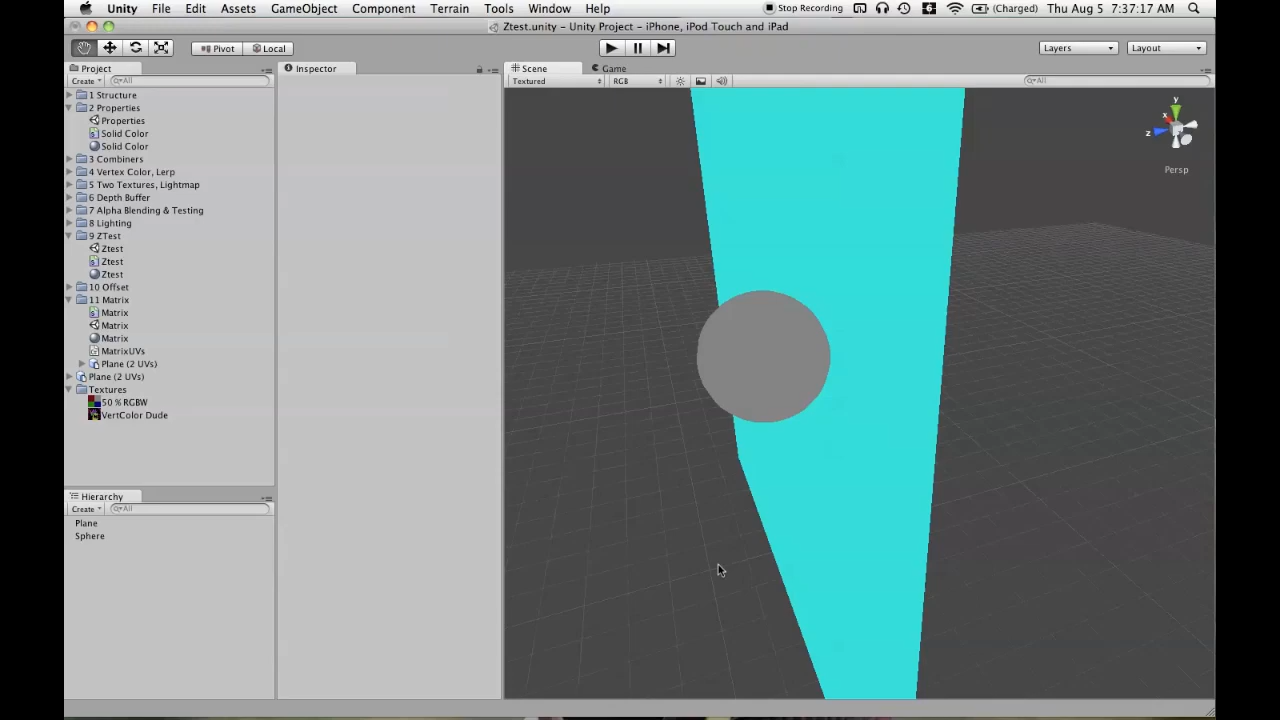 Unity File Edit Assets GameObject Component Terrain Tools Window Help Stop Recording 6 (Charged) Thu Aug 5 7:37:17 AM
Ztest.unity - Unity Project - iPhone, iPod Touch and iPad
Pivot Local Layers Layout
Project Inspector Scene Game
Create All Textured RGB All
1 Structure
2 Properties
Properties
Solid Color
Solid Color
3 Combiners
4 Vertex Color, Lerp
5 Two Textures, Lightmap
6 Depth Buffer
7 Alpha Blending & Testing
8 Lighting
9 ZTest
Ztest
Ztest
Ztest
10 Offset
11 Matrix
Matrix
Matrix
Matrix
MatrixUVs
Plane (2 UVs)
Plane (2 UVs)
Textures
50 % RGBW
VertColor Dude
y
x
z
Persp
Hierarchy
Create All
Plane
Sphere